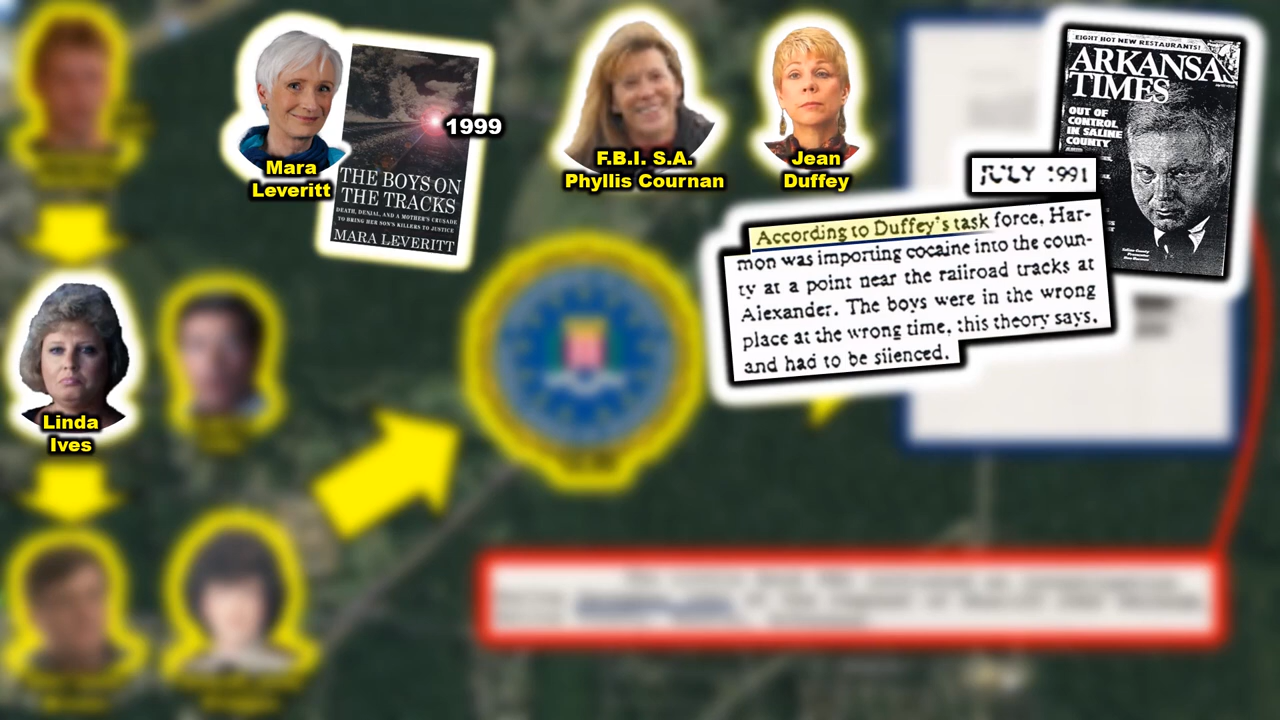 Mara
Leveritt
1999
THE BOYS ON
THE TRACKS
DEATH, DENIAL, AND A MOTHER'S CRUSADE
TO BRING HER SON'S KILLERS TO JUSTICE
MARA LEVERITT
F.B.I. S.A.
Phyllis Cournan
Jean
Duffey
EIGHT HOT NEW RESTAURANTS!
ARKANSAS
TIMES
OUT OF
CONTROL
IN SALINE
COUNTY
JULY 1991
According to Duffey's task force, Har-
mon was importing cocaine into the coun-
ty at a point near the railroad tracks at
Alexander. The boys were in the wrong
place at the wrong time, this theory says,
and had to be silenced.
Linda
Ives